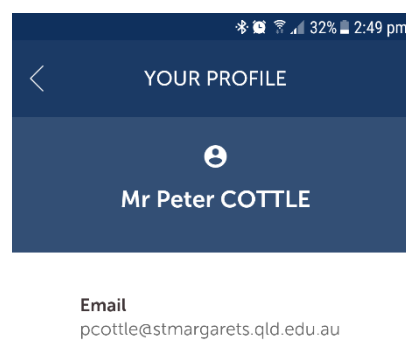 32% 2:49 pm
YOUR PROFILE
Mr Peter COTTLE
Email
pcottle@stmargarets.qld.edu.au